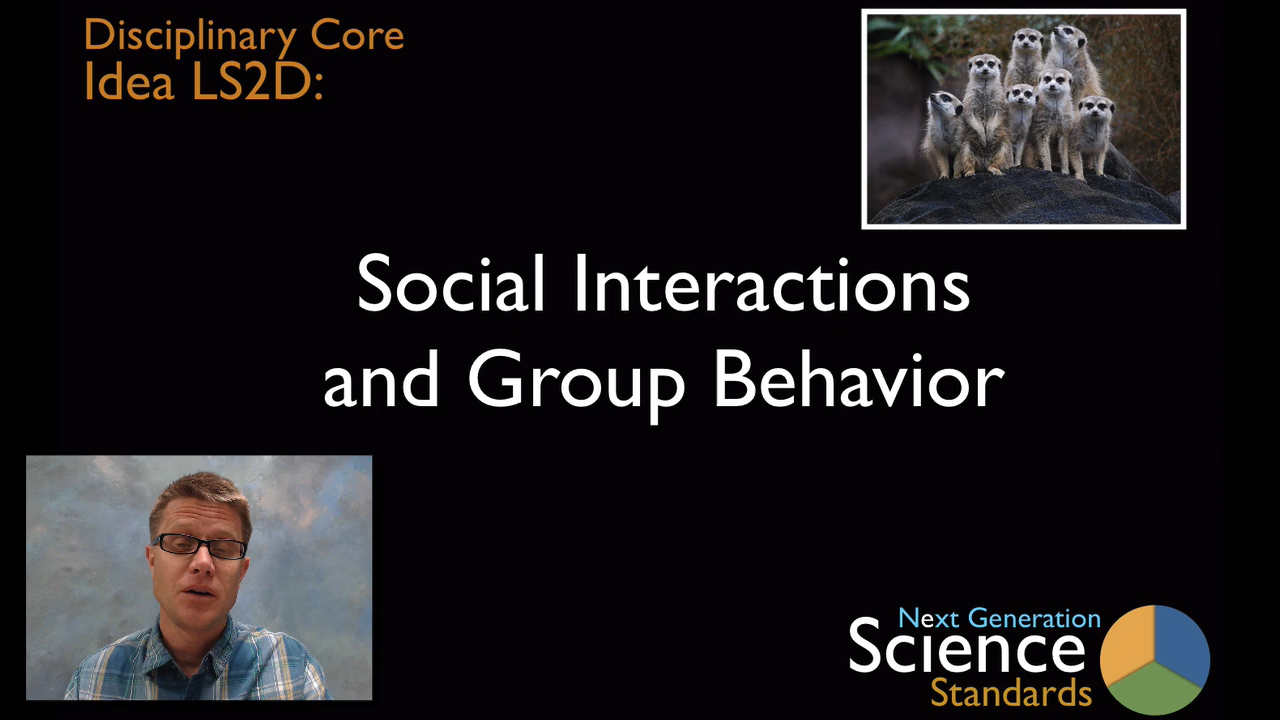 Disciplinary Core
Idea LS2D:
Social Interactions
and Group Behavior
Next Generation
Science
Standards